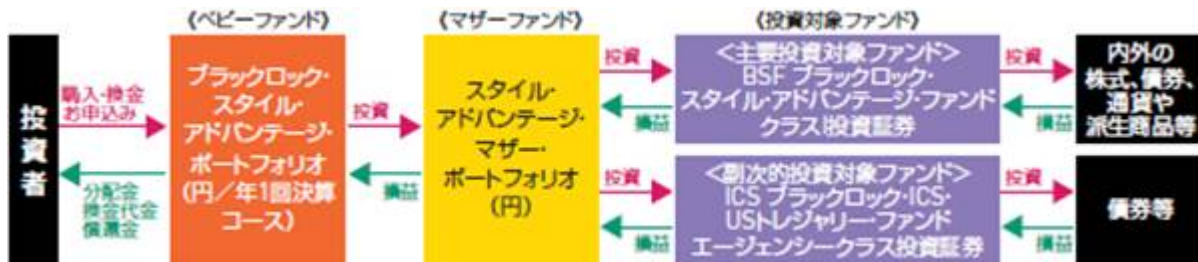 《ベビーファンド》
《マザーファンド》
《投資対象ファンド》
投資者
購入・換金
お申込み
分配金
換金代金
償還金
ブラックロック・
スタイル・
アドバンテージ・
ポートフォリオ
(円/年1回決算
コース)
投資
損益
スタイル・
アドバンテージ・
マザー・
ポートフォリオ
(円)
投資
損益
<主要投資対象ファンド>
BSF ブラックロック・
スタイル・アドバンテージ・ファンド
クラスI投資証券
投資
損益
内外の
株式、債券、
通貨や
派生商品等
投資
損益
<副次的投資対象ファンド>
ICS ブラックロック・ICS・
USトレジャリー・ファンド
エージェンシークラス投資証券
投資
損益
債券等